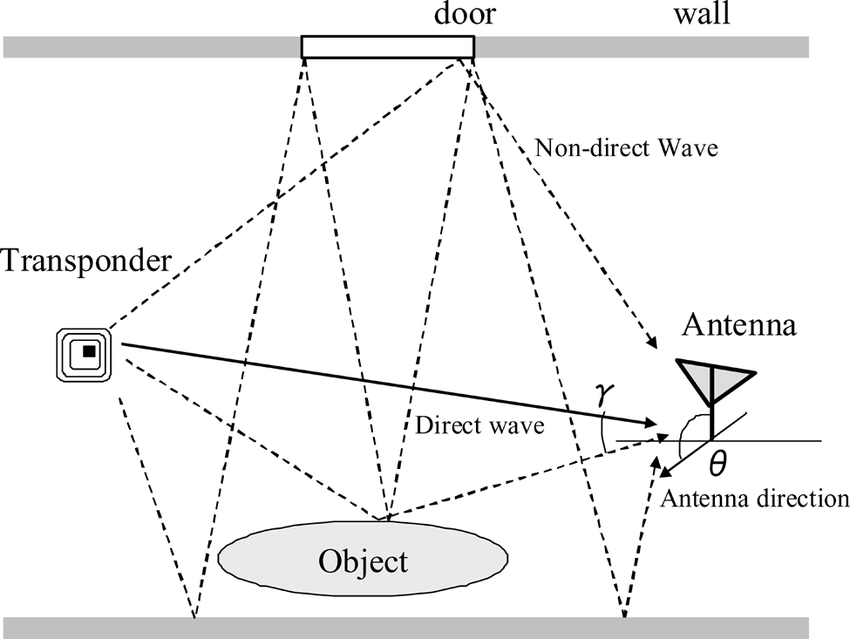 door
wall
Non-direct Wave
Transponder
Antenna
γ
Direct wave
θ
Antenna direction
Object